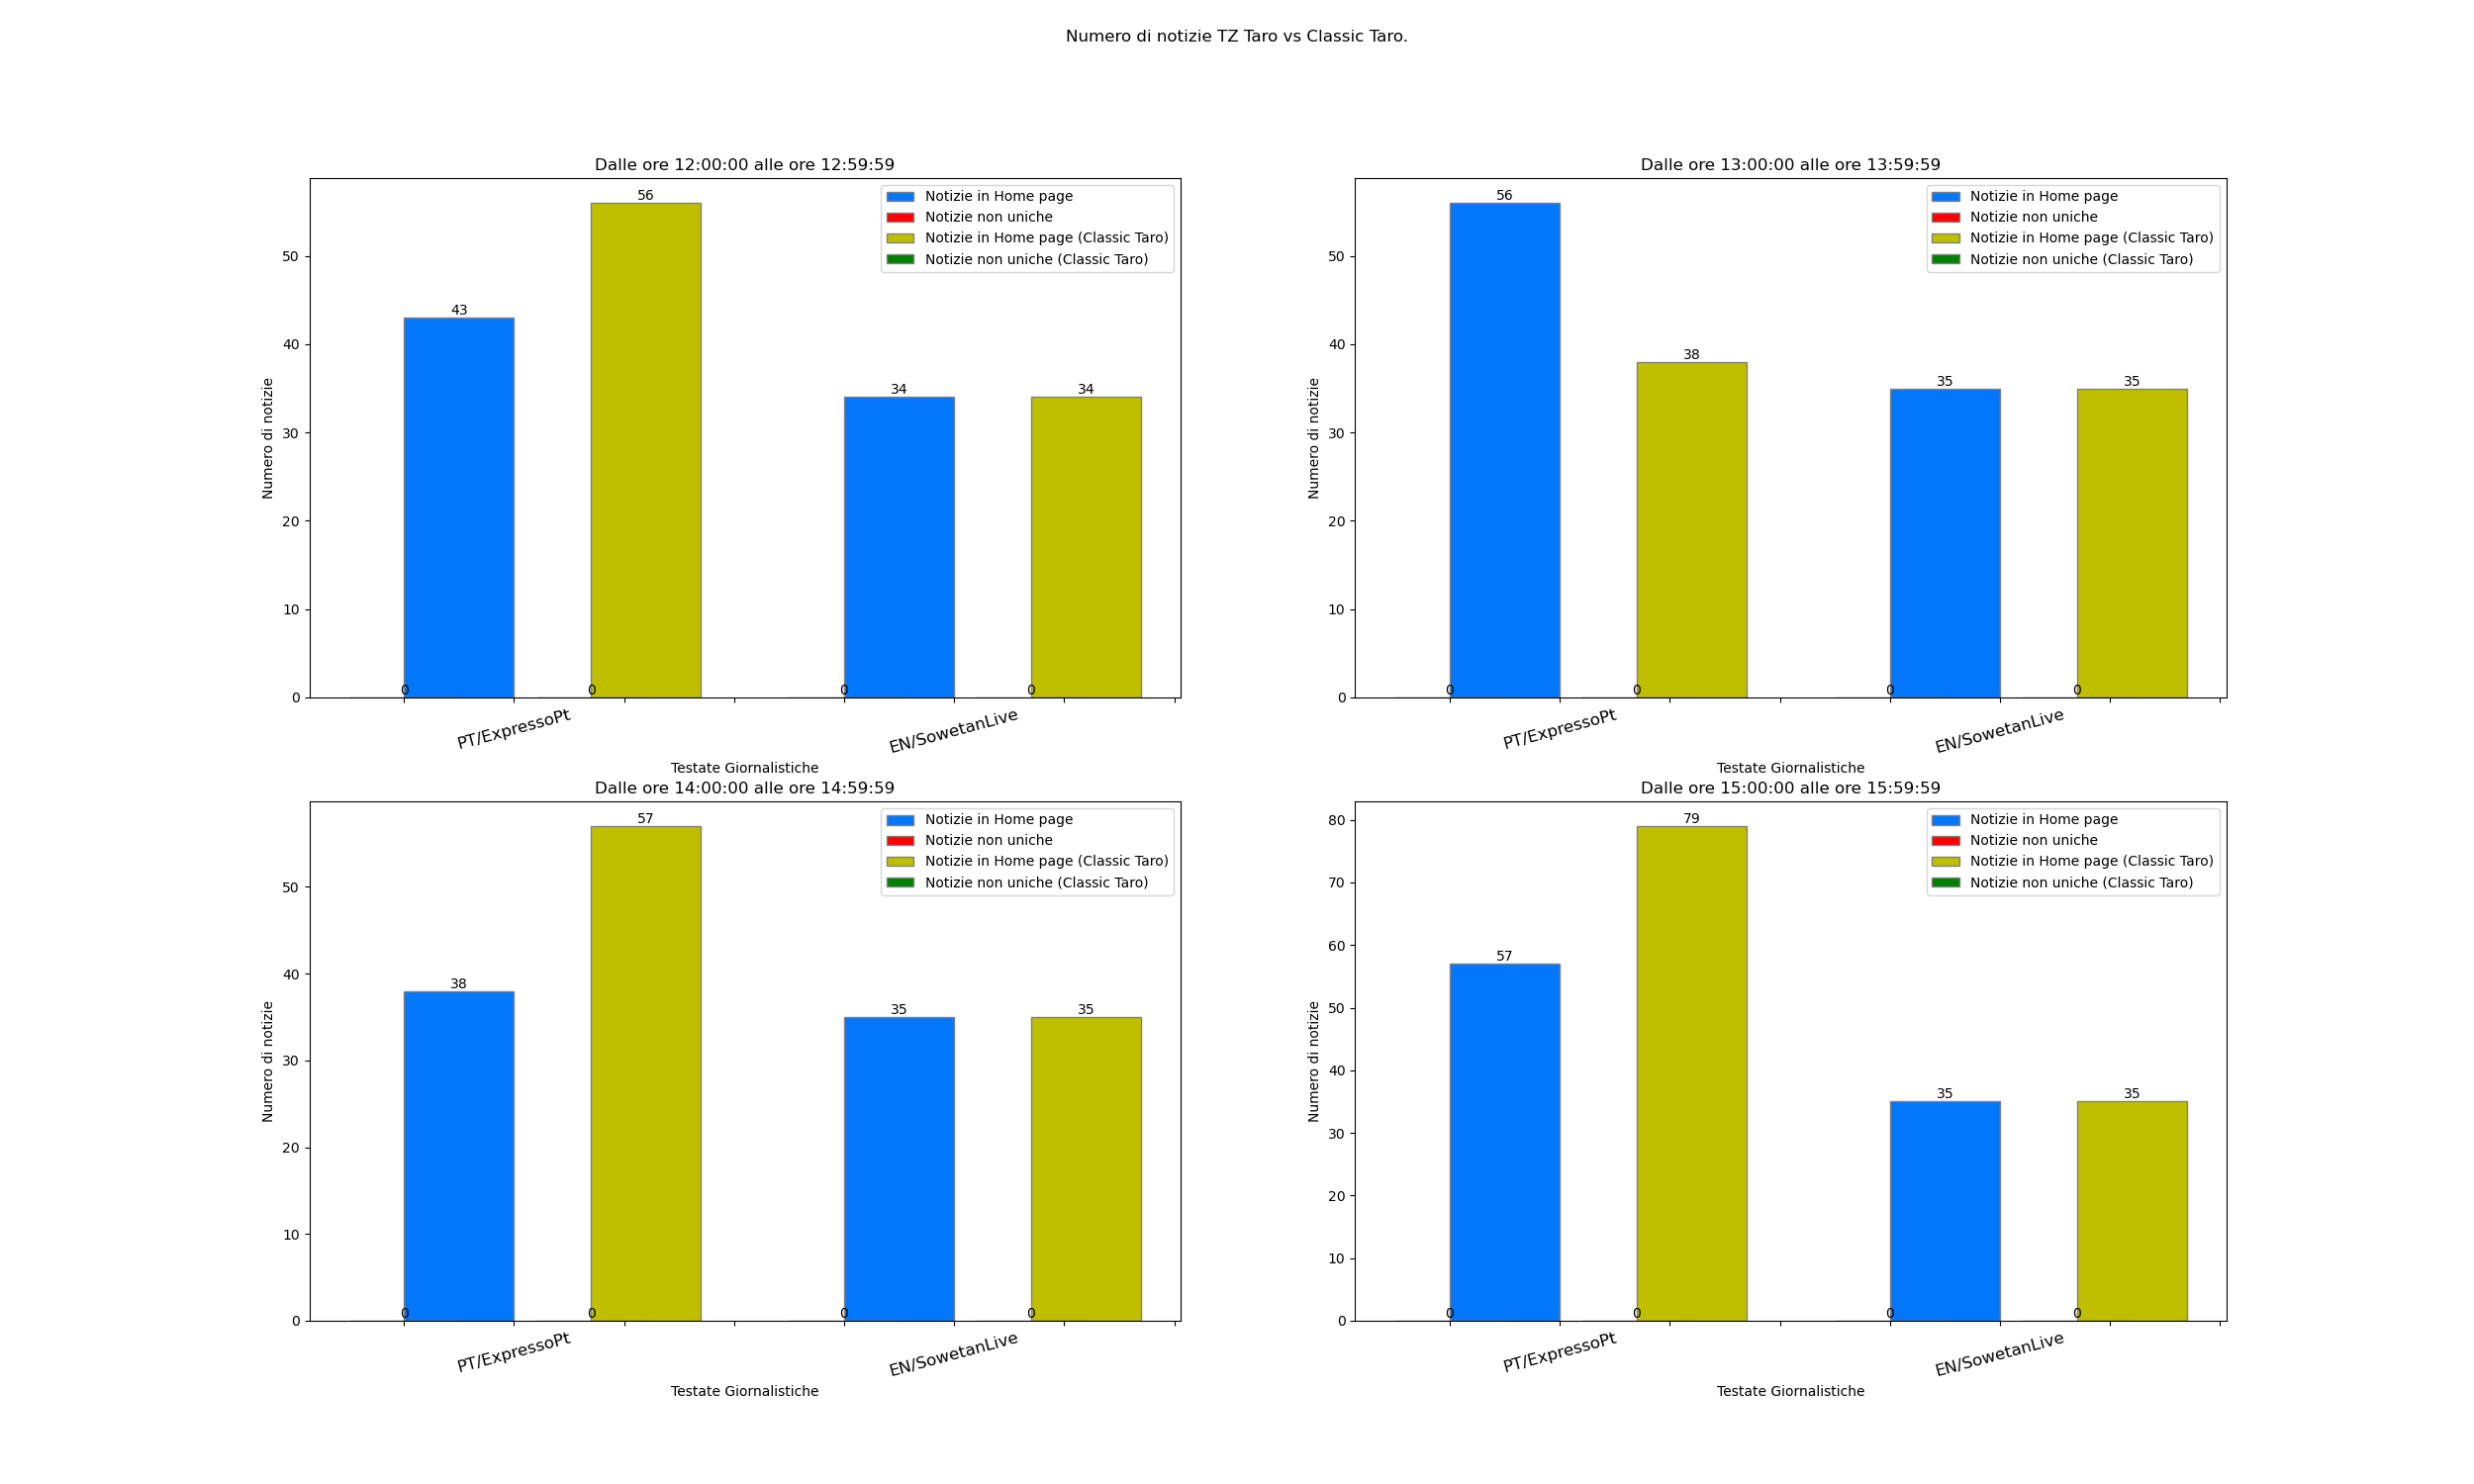 Numero di notizie TZ Taro vs Classic Taro.
Dalle ore 12:00:00 alle ore 12:59:59
Numero di notizie
50
40
30
20
10
0
43
56
34
34
0
0
0
0
Notizie in Home page
Notizie non uniche
Notizie in Home page (Classic Taro)
Notizie non uniche (Classic Taro)
PT/ExpressoPt
EN/SowetanLive
Testate Giornalistiche
Dalle ore 13:00:00 alle ore 13:59:59
Numero di notizie
50
40
30
20
10
0
56
38
35
35
0
0
0
0
Notizie in Home page
Notizie non uniche
Notizie in Home page (Classic Taro)
Notizie non uniche (Classic Taro)
PT/ExpressoPt
EN/SowetanLive
Testate Giornalistiche
Dalle ore 14:00:00 alle ore 14:59:59
Numero di notizie
50
40
30
20
10
0
38
57
35
35
0
0
0
0
Notizie in Home page
Notizie non uniche
Notizie in Home page (Classic Taro)
Notizie non uniche (Classic Taro)
PT/ExpressoPt
EN/SowetanLive
Testate Giornalistiche
Dalle ore 15:00:00 alle ore 15:59:59
Numero di notizie
80
70
60
50
40
30
20
10
0
57
79
35
35
0
0
0
0
Notizie in Home page
Notizie non uniche
Notizie in Home page (Classic Taro)
Notizie non uniche (Classic Taro)
PT/ExpressoPt
EN/SowetanLive
Testate Giornalistiche